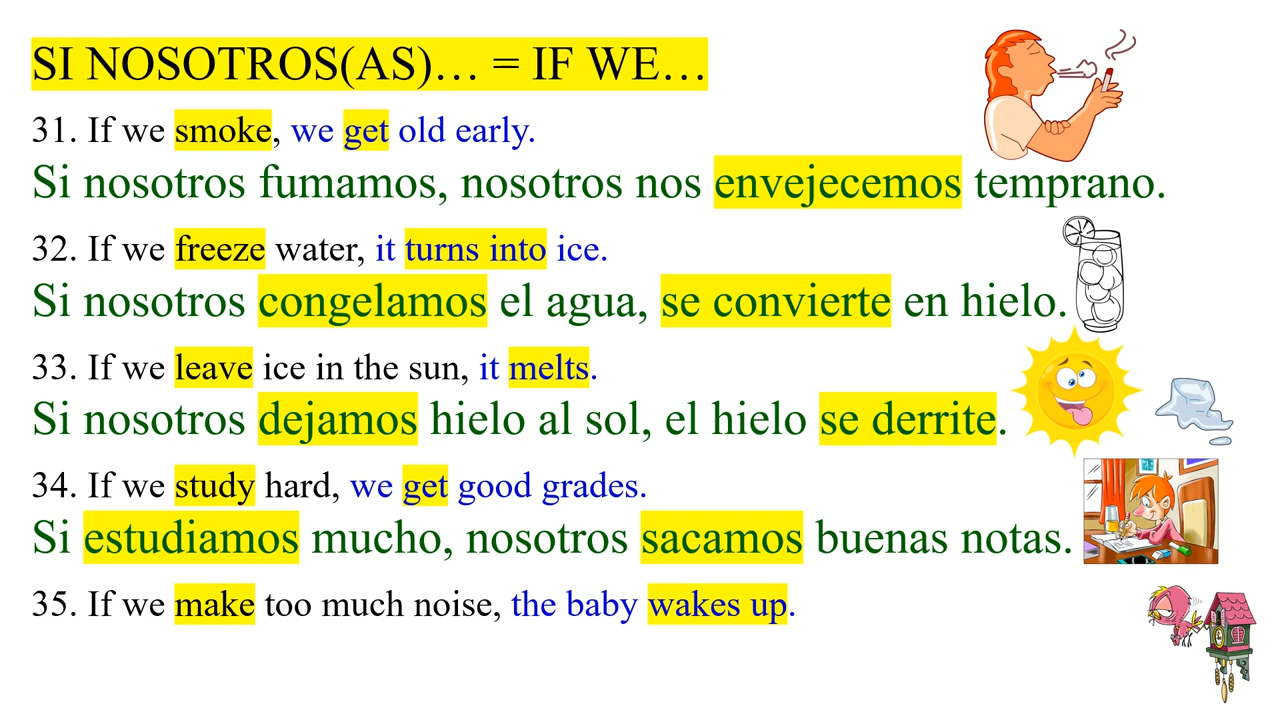 SI NOSOTROS(AS)… = IF WE…
31. If we smoke, we get old early.
Si nosotros fumamos, nosotros nos envejecemos temprano.
32. If we freeze water, it turns into ice.
Si nosotros congelamos el agua, se convierte en hielo.
33. If we leave ice in the sun, it melts.
Si nosotros dejamos hielo al sol, el hielo se derrite.
34. If we study hard, we get good grades.
Si estudiamos mucho, nosotros sacamos buenas notas.
35. If we make too much noise, the baby wakes up.